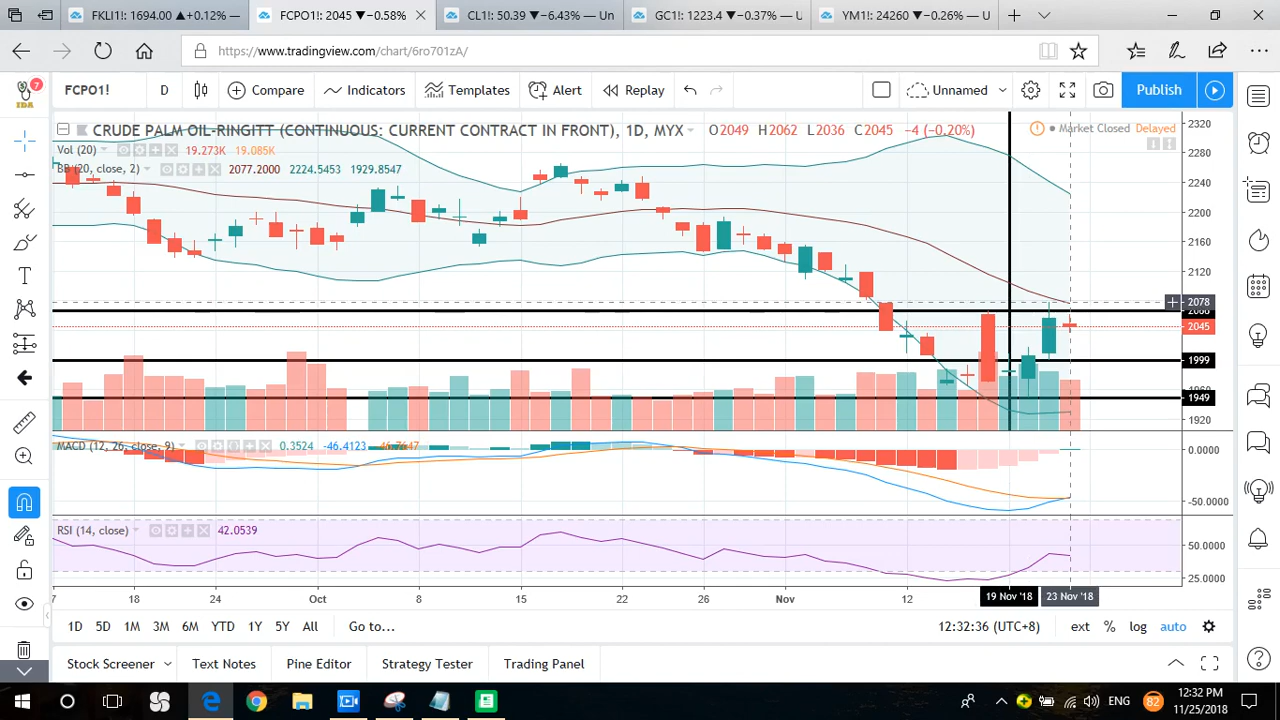 FKLI1!: 1694.00 ▲+0.12% ·
FCPO1!: 2045 ▼−0.58%
CL1!: 50.39 ▼−6.43% — Un
GC1!: 1223.4 ▼−0.37% — U
YM1!: 24260 ▼−0.26% — U
https://www.tradingview.com/chart/6ro701zA/
7
IDA
FCPO1!
D
Compare
Indicators
Templates
Alert
Replay
Unnamed
Publish
CRUDE PALM OIL-RINGITT (CONTINUOUS: CURRENT CONTRACT IN FRONT), 1D, MYX
O2049 H2062 L2036 C2045 −4 (−0.20%)
Market Closed
Delayed
Vol (20)
19.273K 19.085K
BB (20, close, 2)
2077.2000 2224.5453 1929.8547
2320
2280
2240
2200
2160
2120
2078
2045
1999
1960
1949
1920
MACD (12, 26, close, 9)
0.3524 -46.4123
0.0000
-50.0000
RSI (14, close)
42.0539
50.0000
25.0000
7 18 24 Oct 8 15 22 26 Nov 12 19 Nov '18 23 Nov '18
1D 5D 1M 3M 6M YTD 1Y 5Y All Go to...
12:32:36 (UTC+8) ext % log auto
Stock Screener
Text Notes
Pine Editor
Strategy Tester
Trading Panel
ENG
82
12:32 PM
11/25/2018